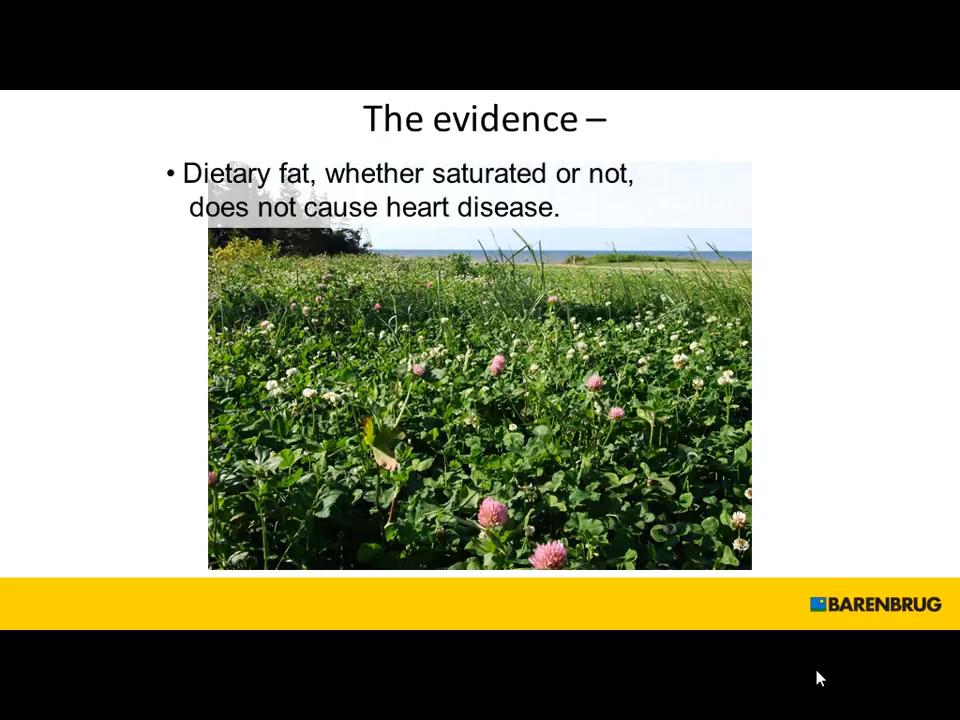 The evidence –
• Dietary fat, whether saturated or not,
does not cause heart disease.
BARENBRUG